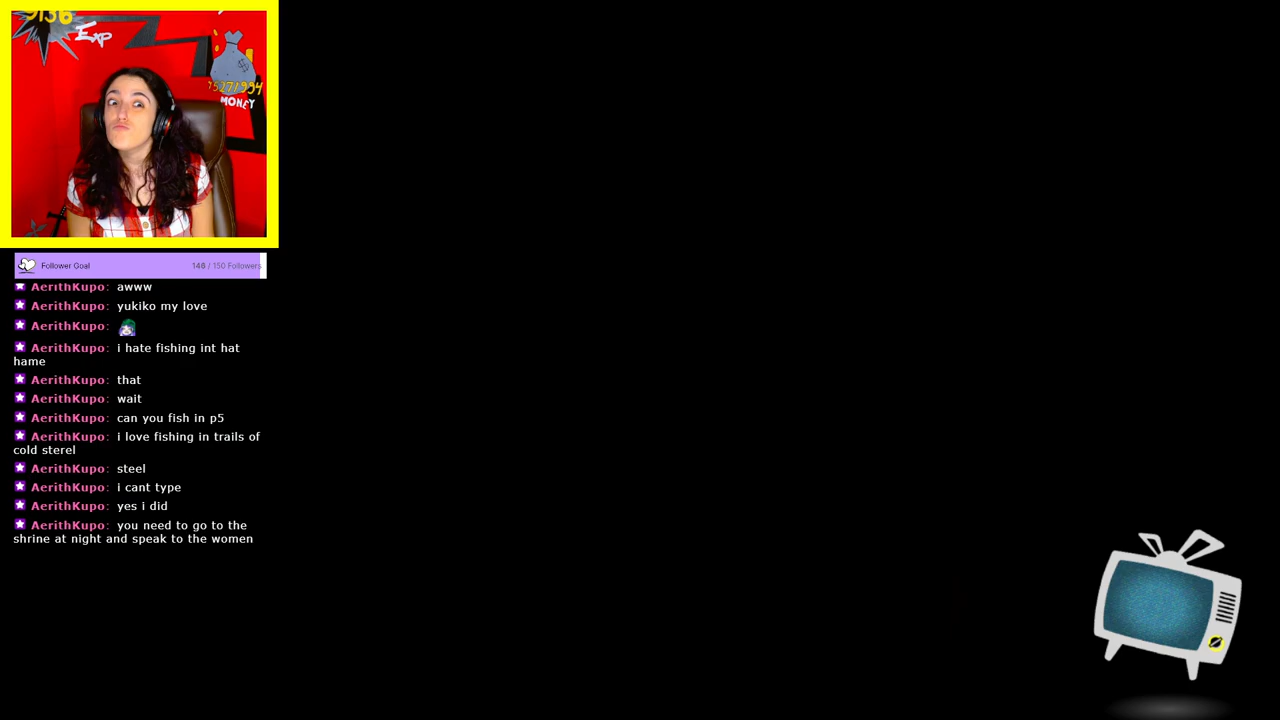 9136
Exp
$
15271994
MONEY
Follower Goal 146 / 150 Followers
AerithKupo: awww
AerithKupo: yukiko my love
AerithKupo:
AerithKupo: i hate fishing int hat
hame
AerithKupo: that
AerithKupo: wait
AerithKupo: can you fish in p5
AerithKupo: i love fishing in trails of
cold sterel
AerithKupo: steel
AerithKupo: i cant type
AerithKupo: yes i did
AerithKupo: you need to go to the
shrine at night and speak to the women